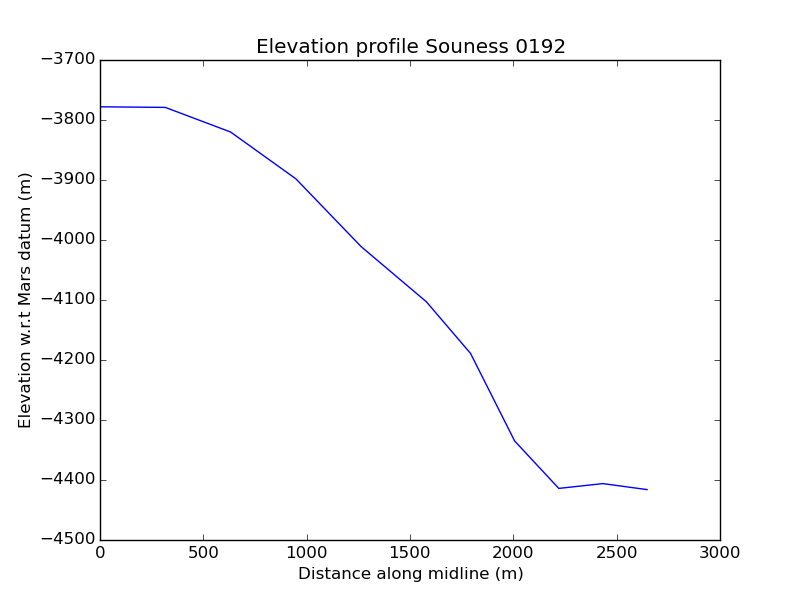 Elevation profile Souness 0192
−3700
−3800
−3900
−4000
−4100
−4200
−4300
−4400
−4500
Elevation w.r.t Mars datum (m)
0 500 1000 1500 2000 2500 3000
Distance along midline (m)